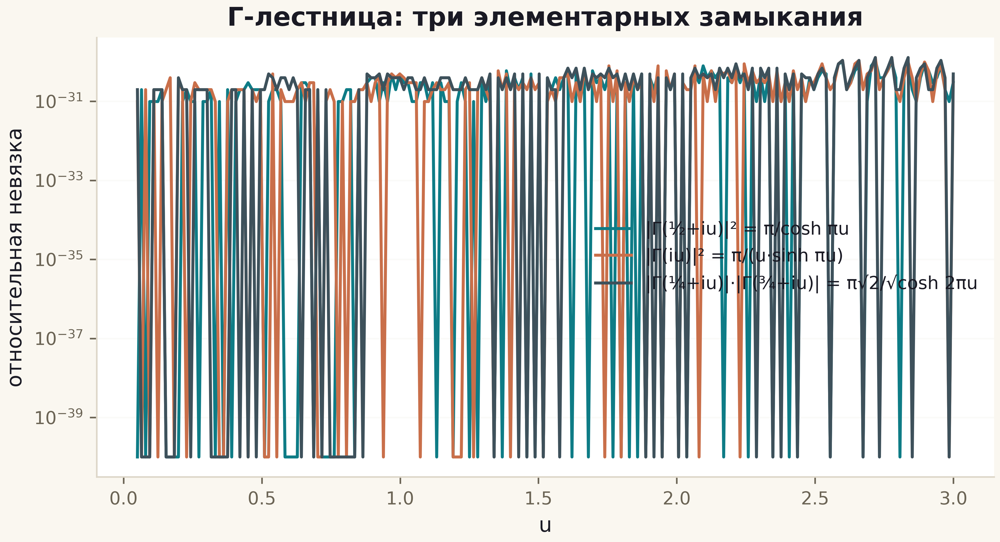 Γ-лестница: три элементарных замыкания
относительная невязка
10⁻³¹
10⁻³³
10⁻³⁵
10⁻³⁷
10⁻³⁹
|Γ(½+iu)|² = π/cosh πu
|Γ(iu)|² = π/(u·sinh πu)
|Γ(¼+iu)|·|Γ(¾+iu)| = π√2/√cosh 2πu
0.0 0.5 1.0 1.5 2.0 2.5 3.0
u